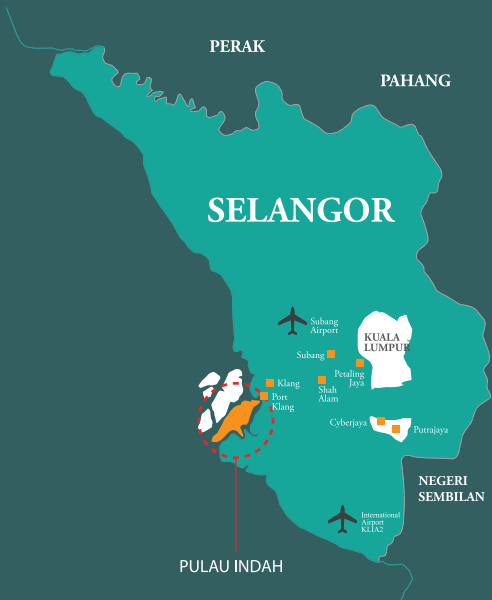 PERAK
PAHANG
SELANGOR
Subang
Airport
KUALA
LUMPUR
Subang
Petaling
Jaya
Klang
Shah
Alam
Port
Klang
Cyberjaya
Putrajaya
NEGERI
SEMBILAN
International
Airport
KLIA2
PULAU INDAH